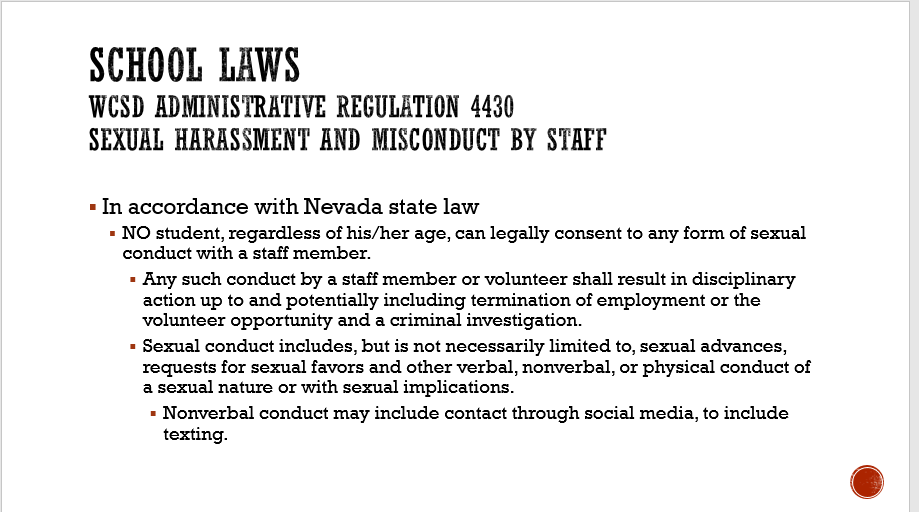 SCHOOL LAWS
WCSD ADMINISTRATIVE REGULATION 4430
SEXUAL HARASSMENT AND MISCONDUCT BY STAFF
In accordance with Nevada state law
NO student, regardless of his/her age, can legally consent to any form of sexual
conduct with a staff member.
Any such conduct by a staff member or volunteer shall result in disciplinary
action up to and potentially including termination of employment or the
volunteer opportunity and a criminal investigation.
Sexual conduct includes, but is not necessarily limited to, sexual advances,
requests for sexual favors and other verbal, nonverbal, or physical conduct of
a sexual nature or with sexual implications.
Nonverbal conduct may include contact through social media, to include
texting.